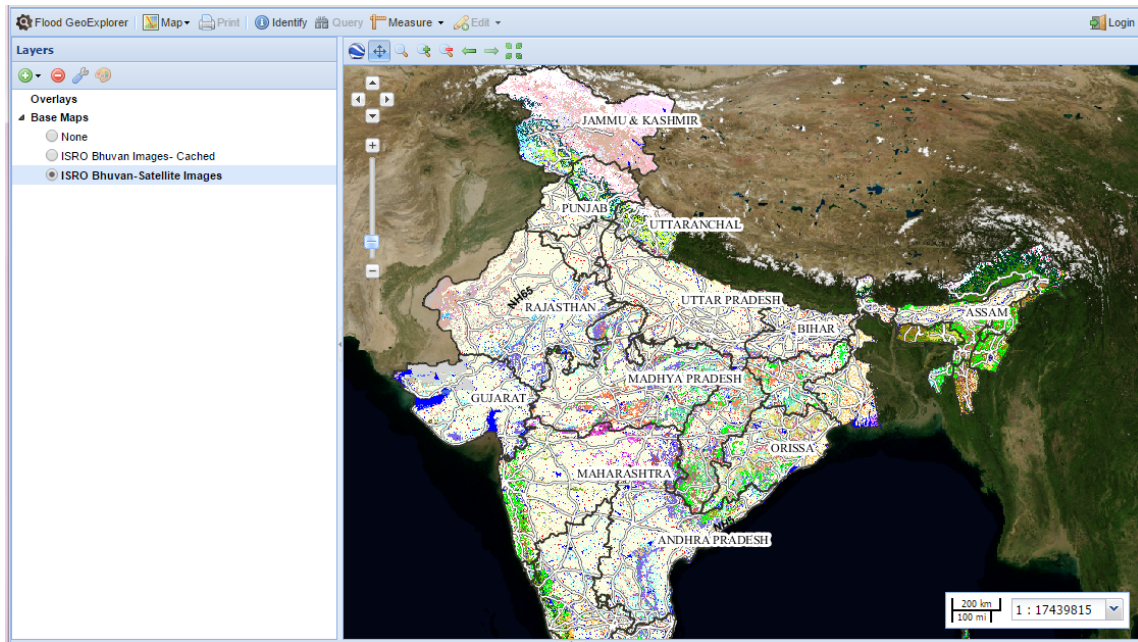 Flood GeoExplorer Map Print Identify Query Measure Edit Login
Layers
Overlays
Base Maps
None
ISRO Bhuvan Images- Cached
ISRO Bhuvan-Satellite Images
JAMMU & KASHMIR
PUNJAB
UTTARANCHAL
NH65
RAJASTHAN
UTTAR PRADESH
ASSAM
BIHAR
MADHYA PRADESH
GUJARAT
ORISSA
MAHARASHTRA
ANDHRA PRADESH
200 km
100 mi
1 : 17439815